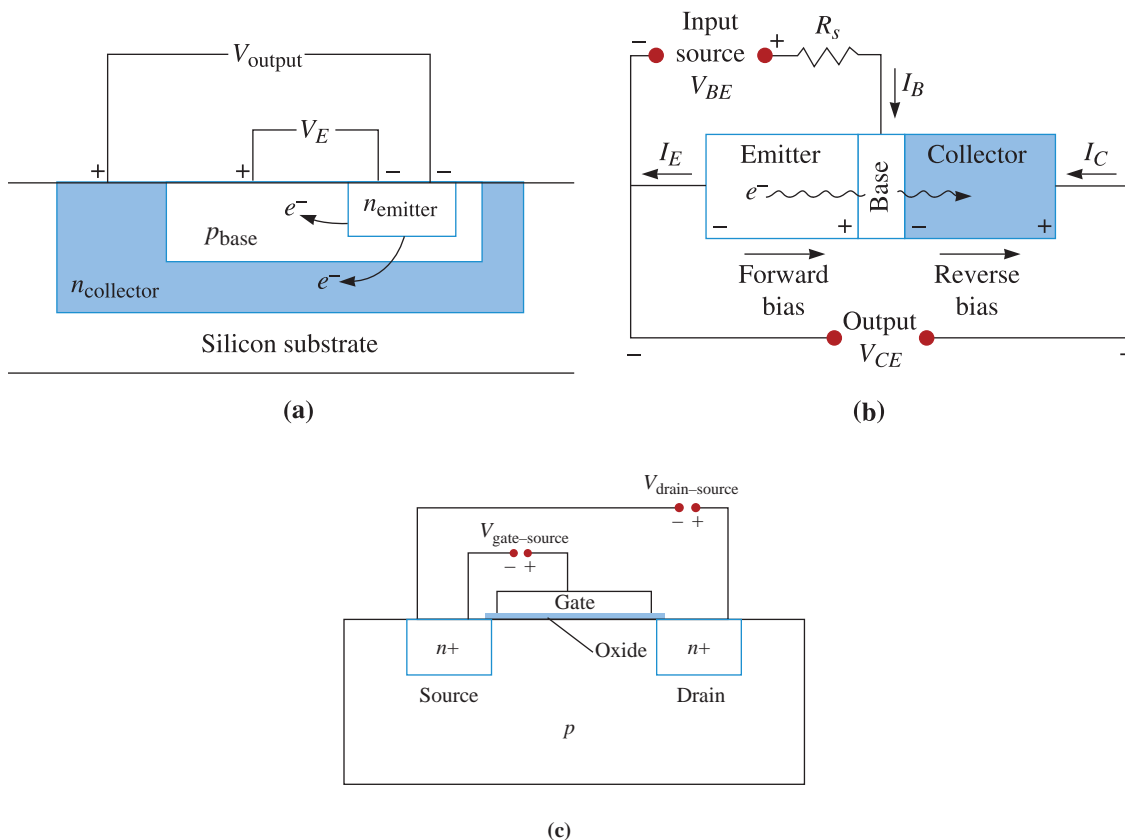 V_output
V_E
+ + − −
e⁻ n_emitter
p_base
e⁻
n_collector
Silicon substrate
(a)
Input source V_BE
− +
R_s
I_B
I_E
Emitter
Base
Collector
I_C
e⁻
− + − +
Forward bias
Reverse bias
Output V_CE
−
(b)
V_drain–source
− +
V_gate–source
− +
Gate
Oxide
n+ n+
Source Drain
p
(c)